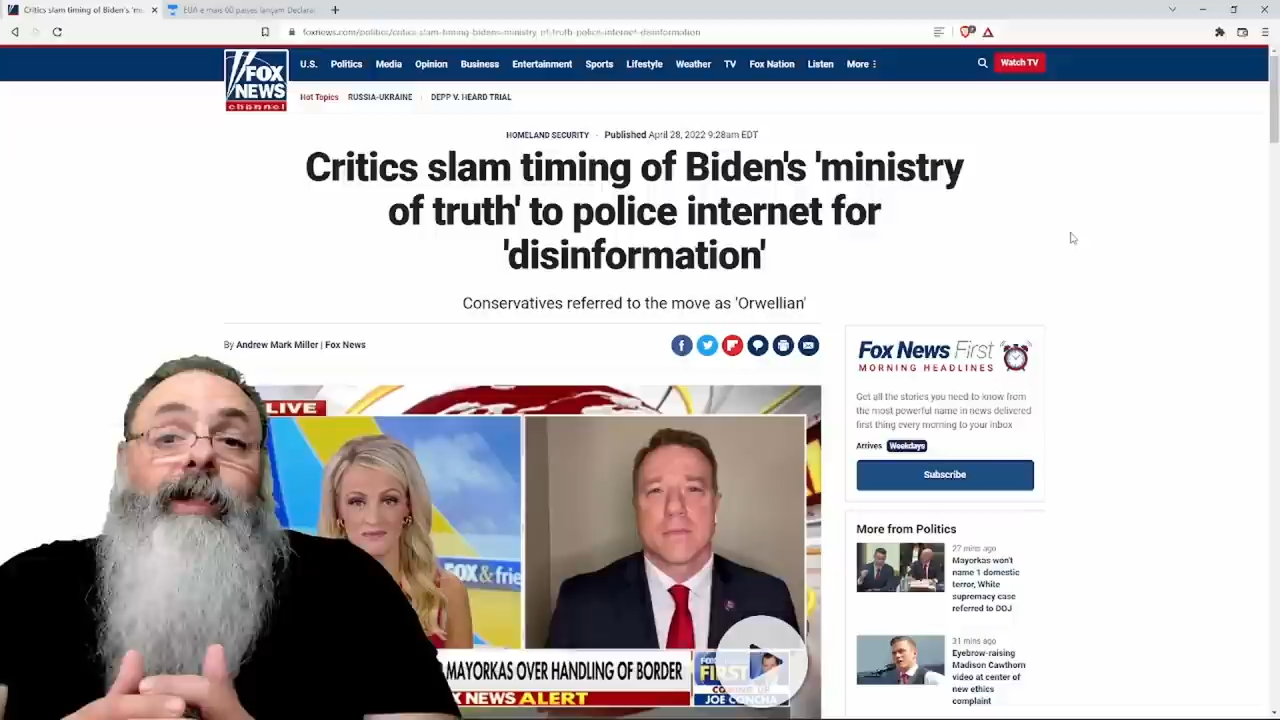 Critics slam timing of Biden's 'mi
EUA e mais 60 países lançam Declara
foxnews.com/politics/critics-slam-timing-bidens-ministry-of-truth-police-internet-disinformation
FOX
NEWS
channel
U.S. Politics Media Opinion Business Entertainment Sports Lifestyle Weather TV Fox Nation Listen More
Watch TV
Hot Topics RUSSIA-UKRAINE DEPP V. HEARD TRIAL
HOMELAND SECURITY · Published April 28, 2022 9:28am EDT
Critics slam timing of Biden's 'ministry
of truth' to police internet for
'disinformation'
Conservatives referred to the move as 'Orwellian'
By Andrew Mark Miller | Fox News
LIVE
FOX & frie
MAYORKAS OVER HANDLING OF BORDER
NEWS ALERT
FIRST
COMING UP
JOE CONCHA
Fox News First
MORNING HEADLINES
Get all the stories you need to know from
the most powerful name in news delivered
first thing every morning to your inbox
Arrives Weekdays
Subscribe
More from Politics
27 mins ago
Mayorkas won't
name 1 domestic
terror, White
supremacy case
referred to DOJ
31 mins ago
Eyebrow-raising
Madison Cawthorn
video at center of
new ethics
complaint